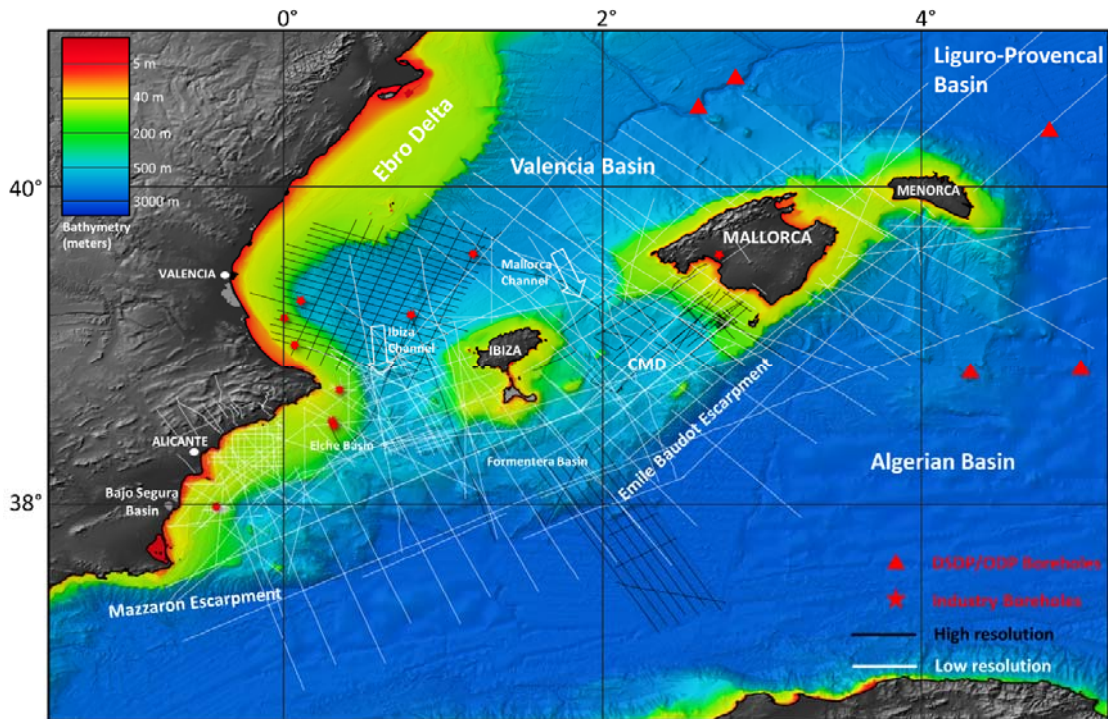 0°
2°
4°
5 m
40 m
200 m
500 m
3000 m
Bathymetry
(meters)
Liguro-Provencal
Basin
Ebro Delta
Valencia Basin
40°
MENORCA
MALLORCA
VALENCIA
Mallorca
Channel
Ibiza
Channel
IBIZA
CMD
ALICANTE
Elche Basin
Formentera Basin
Emile Baudot Escarpment
Algerian Basin
Bajo Segura
Basin
38°
Mazzaron Escarpment
DSDP/ODP Boreholes
Industry Boreholes
High resolution
Low resolution